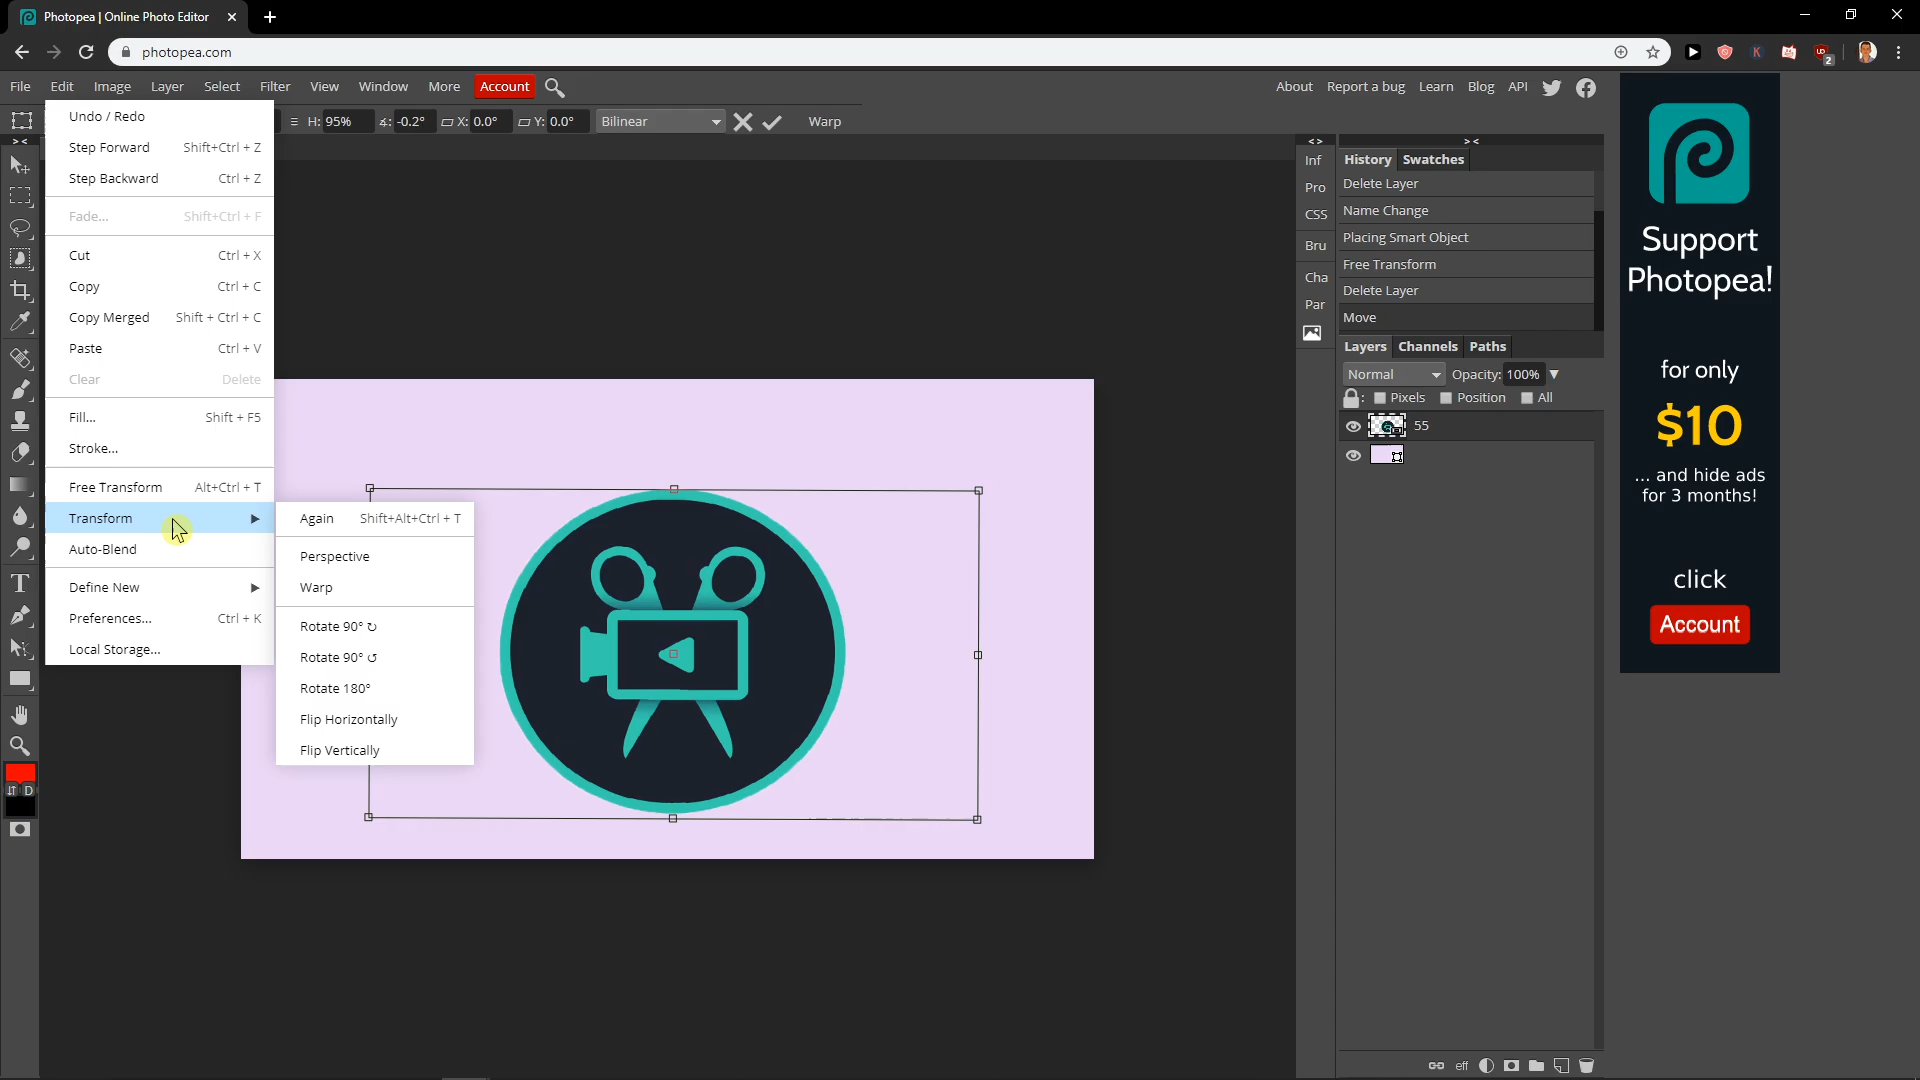 Photopea | Online Photo Editor
photopea.com
2
File Edit Image Layer Select Filter View Window More Account
About Report a bug Learn Blog API
H: 95% -0.2° X: 0.0° Y: 0.0° Bilinear Warp
Undo / Redo
Step Forward Shift+Ctrl + Z
Step Backward Ctrl + Z
Fade... Shift+Ctrl + F
Cut Ctrl + X
Copy Ctrl + C
Copy Merged Shift + Ctrl + C
Paste Ctrl + V
Clear Delete
Fill... Shift + F5
Stroke...
Free Transform Alt+Ctrl + T
Transform
Auto-Blend
Define New
Preferences... Ctrl + K
Local Storage...
Again Shift+Alt+Ctrl + T
Perspective
Warp
Rotate 90° ↻
Rotate 90° ↺
Rotate 180°
Flip Horizontally
Flip Vertically
D
Inf
Pro
CSS
Bru
Cha
Par
History Swatches
Delete Layer
Name Change
Placing Smart Object
Free Transform
Delete Layer
Move
Layers Channels Paths
Normal Opacity: 100%
Pixels Position All
55
eff
Support
Photopea!
for only
$10
... and hide ads
for 3 months!
click
Account